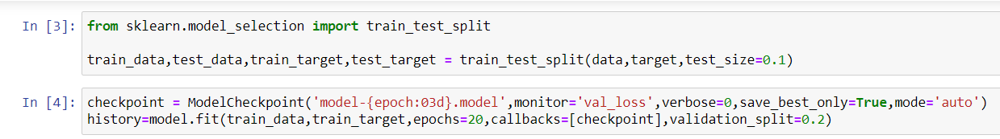 In [3]: from sklearn.model_selection import train_test_split
train_data,test_data,train_target,test_target = train_test_split(data,target,test_size=0.1)
In [4]: checkpoint = ModelCheckpoint('model-{epoch:03d}.model',monitor='val_loss',verbose=0,save_best_only=True,mode='auto')
history=model.fit(train_data,train_target,epochs=20,callbacks=[checkpoint],validation_split=0.2)